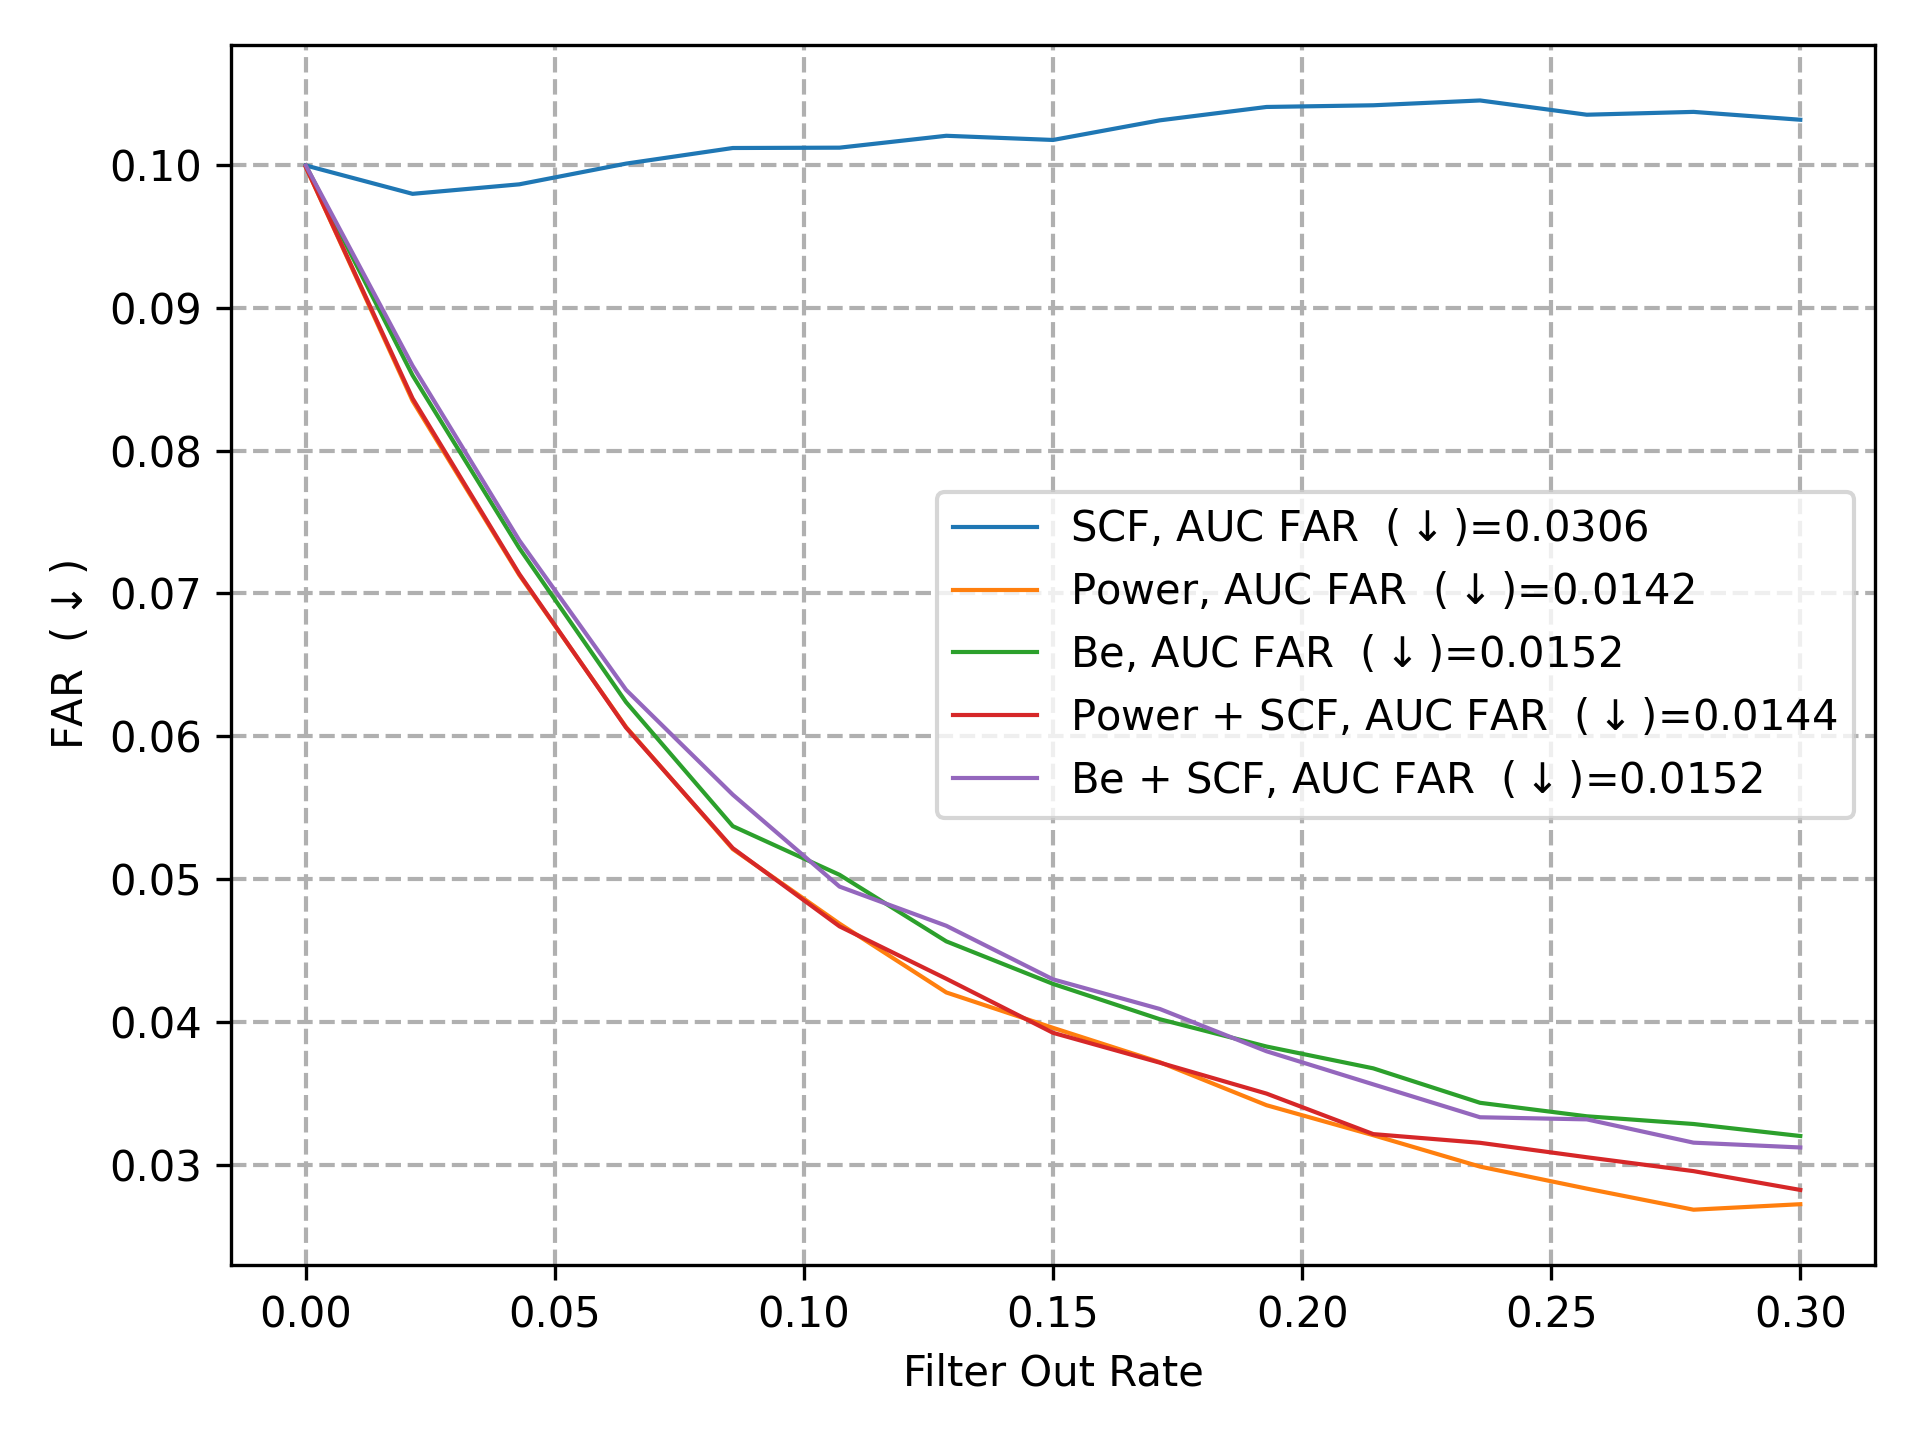 0.10
0.09
0.08
0.07
0.06
0.05
0.04
0.03
FAR (↓)
SCF, AUC FAR (↓)=0.0306
Power, AUC FAR (↓)=0.0142
Be, AUC FAR (↓)=0.0152
Power + SCF, AUC FAR (↓)=0.0144
Be + SCF, AUC FAR (↓)=0.0152
0.00 0.05 0.10 0.15 0.20 0.25 0.30
Filter Out Rate